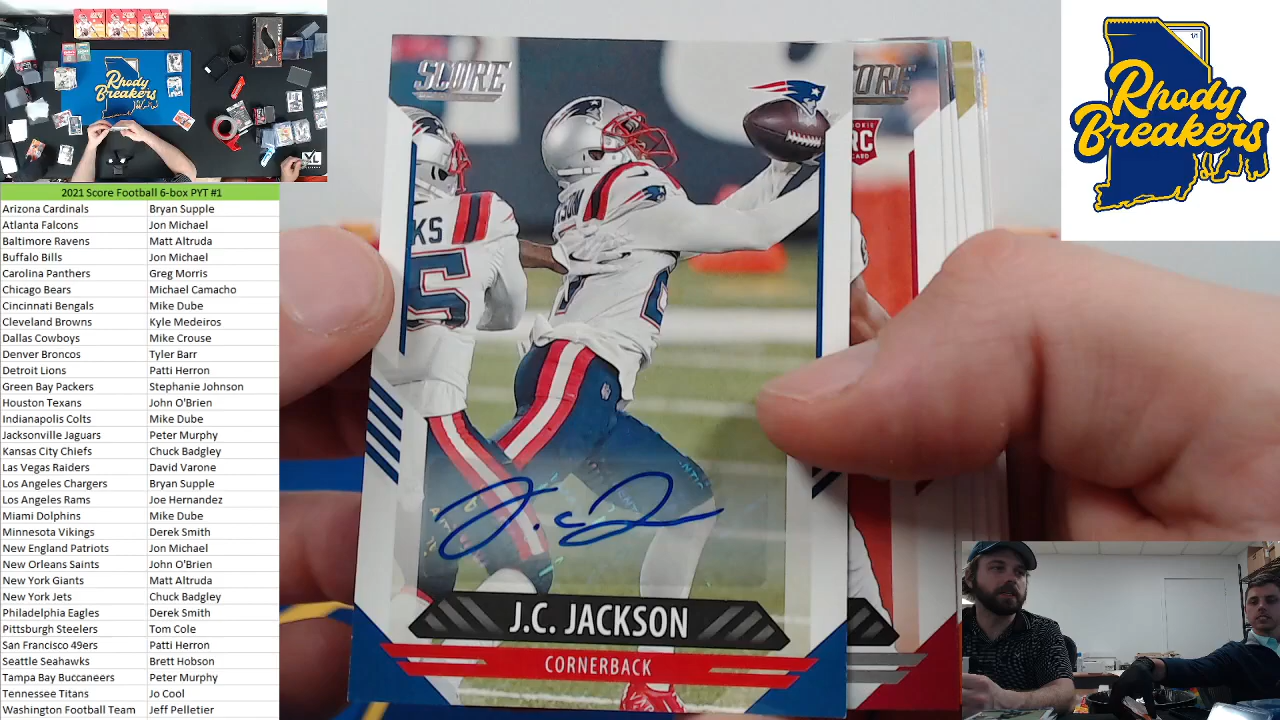 Rhody
Breakers
2021 Score Football 6-box PYT #1
Arizona Cardinals Bryan Supple
Atlanta Falcons Jon Michael
Baltimore Ravens Matt Altruda
Buffalo Bills Jon Michael
Carolina Panthers Greg Morris
Chicago Bears Michael Camacho
Cincinnati Bengals Mike Dube
Cleveland Browns Kyle Medeiros
Dallas Cowboys Mike Crouse
Denver Broncos Tyler Barr
Detroit Lions Patti Herron
Green Bay Packers Stephanie Johnson
Houston Texans John O'Brien
Indianapolis Colts Mike Dube
Jacksonville Jaguars Peter Murphy
Kansas City Chiefs Chuck Badgley
Las Vegas Raiders David Varone
Los Angeles Chargers Bryan Supple
Los Angeles Rams Joe Hernandez
Miami Dolphins Mike Dube
Minnesota Vikings Derek Smith
New England Patriots Jon Michael
New Orleans Saints John O'Brien
New York Giants Matt Altruda
New York Jets Chuck Badgley
Philadelphia Eagles Derek Smith
Pittsburgh Steelers Tom Cole
San Francisco 49ers Patti Herron
Seattle Seahawks Brett Hobson
Tampa Bay Buccaneers Peter Murphy
Tennessee Titans Jo Cool
Washington Football Team Jeff Pelletier
SCORE
SCORE
RC
KS
5
2
J.C. J
J.C. JACKSON
CORNERBACK
1/1
Rhody
Breakers